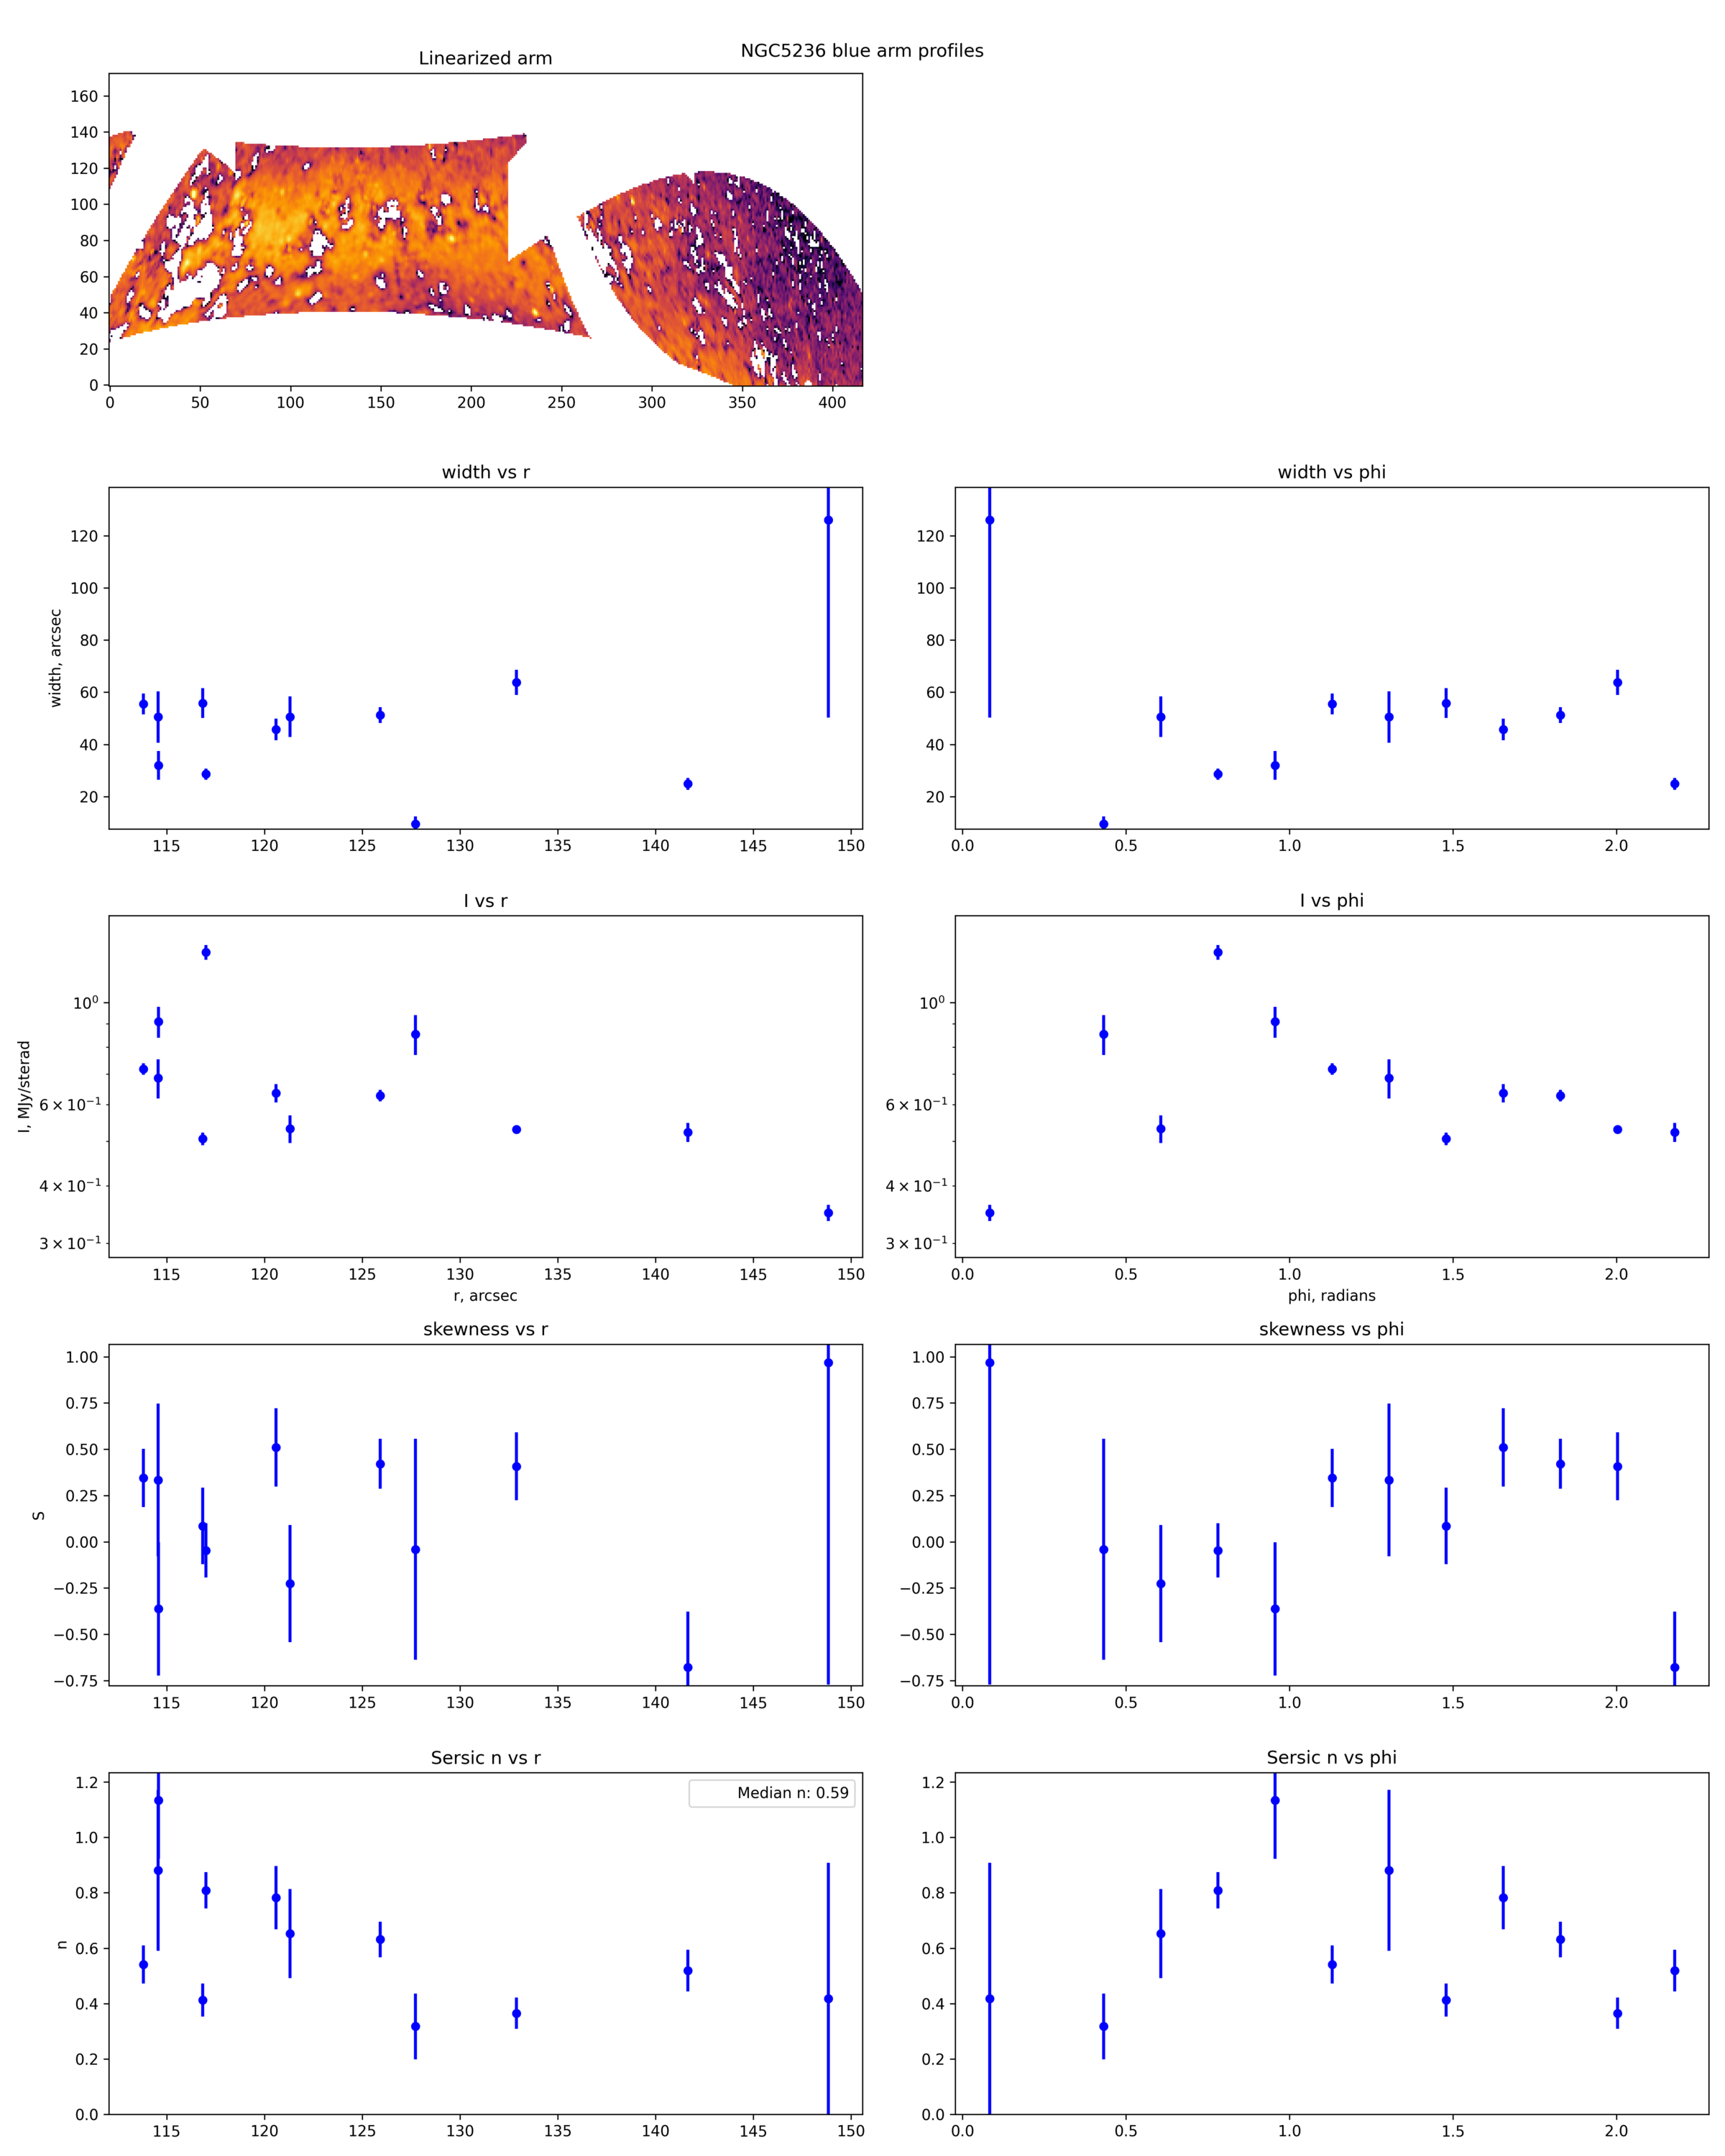 NGC5236 blue arm profiles
Linearized arm
160
140
120
100
80
60
40
20
0
0 50 100 150 200 250 300 350 400
width vs r
width, arcsec
120
100
80
60
40
20
115 120 125 130 135 140 145 150
width vs phi
120
100
80
60
40
20
0.0 0.5 1.0 1.5 2.0
I vs r
I, MJy/sterad
10⁰
6 × 10⁻¹
4 × 10⁻¹
3 × 10⁻¹
115 120 125 130 135 140 145 150
r, arcsec
I vs phi
10⁰
6 × 10⁻¹
4 × 10⁻¹
3 × 10⁻¹
0.0 0.5 1.0 1.5 2.0
phi, radians
skewness vs r
S
1.00
0.75
0.50
0.25
0.00
−0.25
−0.50
−0.75
115 120 125 130 135 140 145 150
skewness vs phi
1.00
0.75
0.50
0.25
0.00
−0.25
−0.50
−0.75
0.0 0.5 1.0 1.5 2.0
Sersic n vs r
Median n: 0.59
n
1.2
1.0
0.8
0.6
0.4
0.2
0.0
115 120 125 130 135 140 145 150
Sersic n vs phi
1.2
1.0
0.8
0.6
0.4
0.2
0.0
0.0 0.5 1.0 1.5 2.0